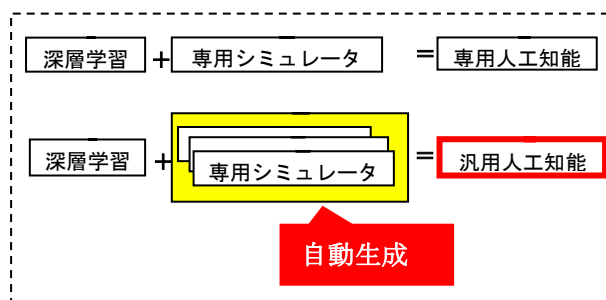 深層学習 + 専用シミュレータ = 専用人工知能
深層学習 + 専用シミュレータ = 汎用人工知能
自動生成